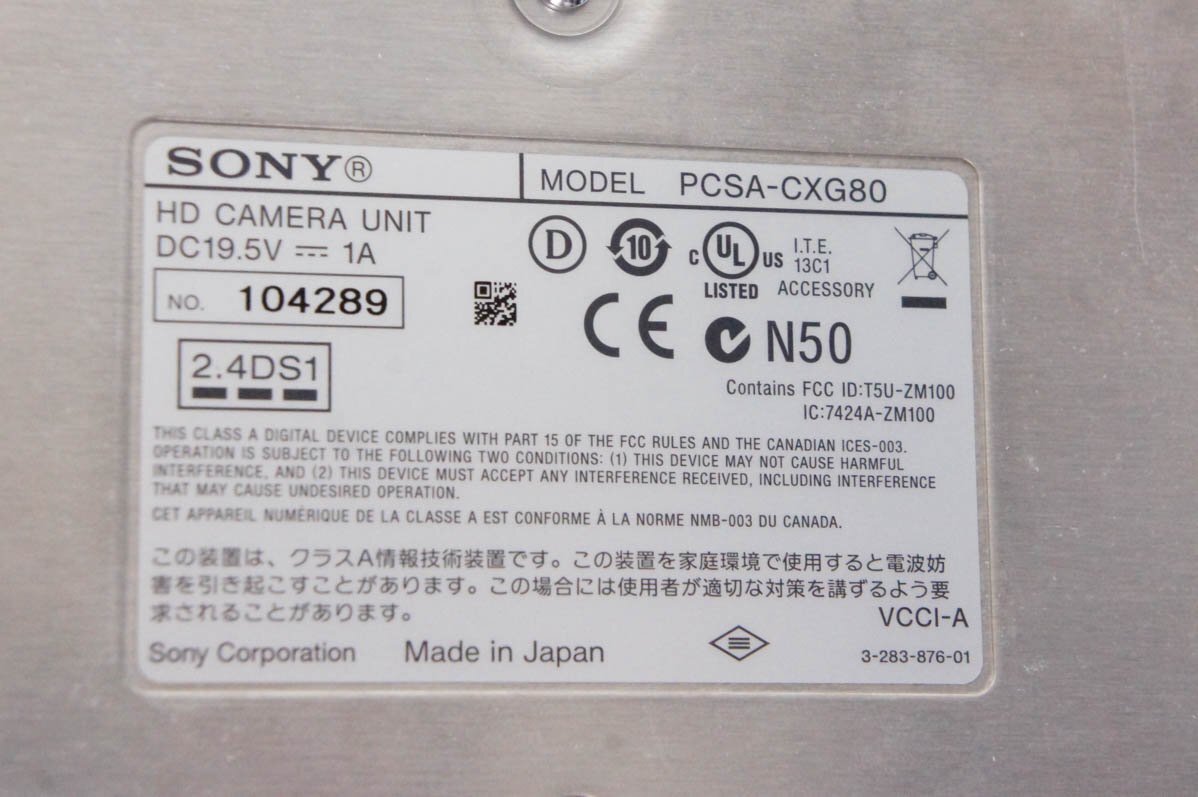 SONY®
MODEL PCSA-CXG80
HD CAMERA UNIT
DC19.5V ⎓ 1A
NO. 104289
2.4DS1
D
10
c UL US
LISTED
I.T.E.
13C1
ACCESSORY
CE N50
Contains FCC ID:T5U-ZM100
IC:7424A-ZM100
THIS CLASS A DIGITAL DEVICE COMPLIES WITH PART 15 OF THE FCC RULES AND THE CANADIAN ICES-003.
OPERATION IS SUBJECT TO THE FOLLOWING TWO CONDITIONS: (1) THIS DEVICE MAY NOT CAUSE HARMFUL
INTERFERENCE, AND (2) THIS DEVICE MUST ACCEPT ANY INTERFERENCE RECEIVED, INCLUDING INTERFERENCE
THAT MAY CAUSE UNDESIRED OPERATION.
CET APPAREIL NUMÉRIQUE DE LA CLASSE A EST CONFORME À LA NORME NMB-003 DU CANADA.
この装置は、クラスA情報技術装置です。この装置を家庭環境で使用すると電波妨
害を引き起こすことがあります。この場合には使用者が適切な対策を講ずるよう要
求されることがあります。
VCCI-A
Sony Corporation Made in Japan
3-283-876-01